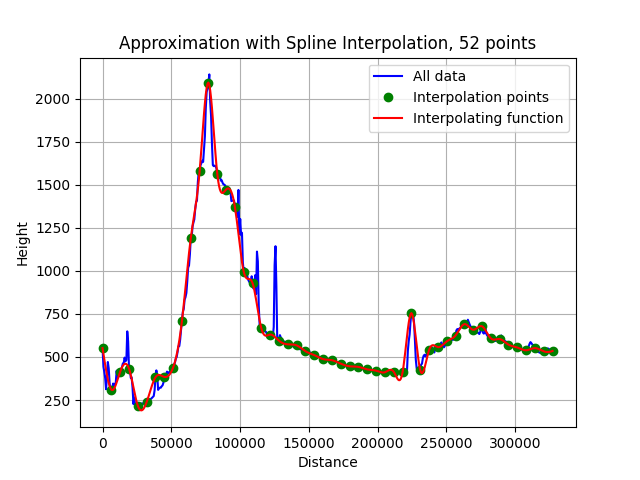 Approximation with Spline Interpolation, 52 points
All data
Interpolation points
Interpolating function
Height
2000
1750
1500
1250
1000
750
500
250
0
50000
100000
150000
200000
250000
300000
Distance